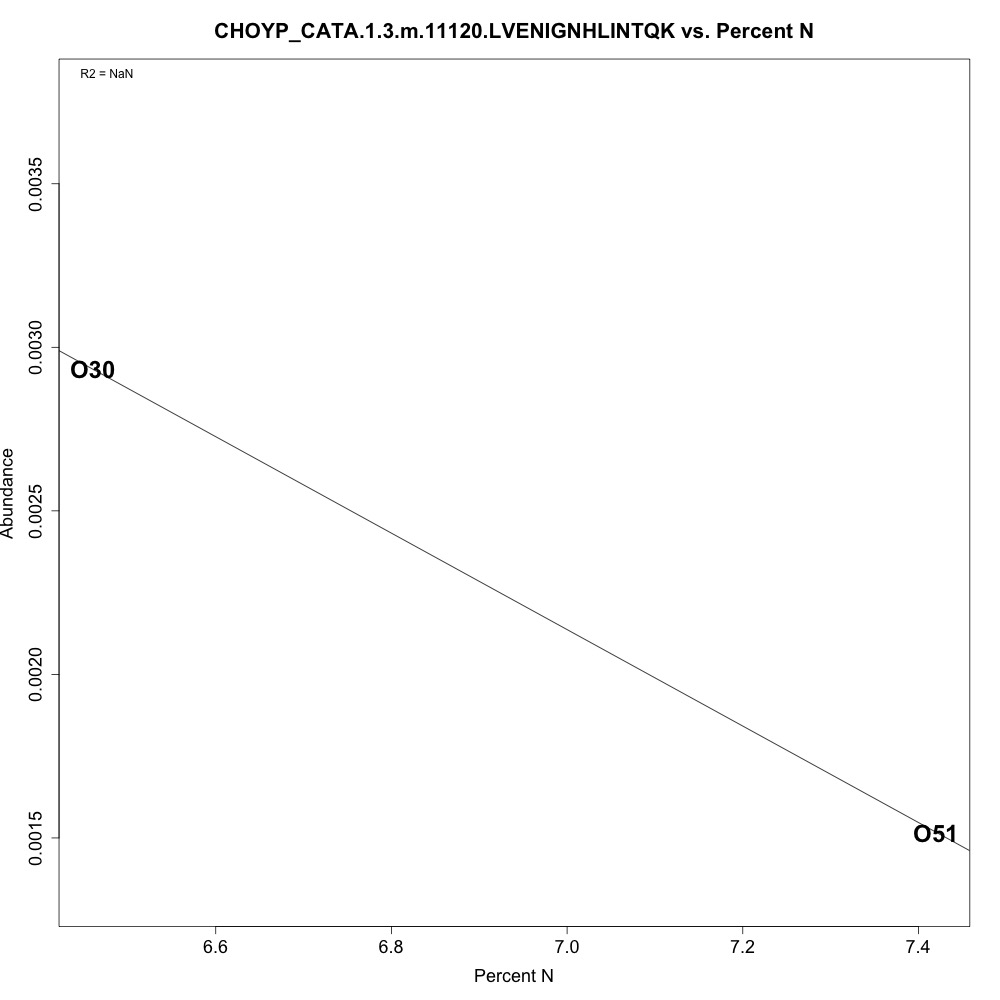 CHOYP_CATA.1.3.m.11120.LVENIGNHLINTQK vs. Percent N
R2 = NaN
0.0035
0.0030
O30
0.0025
Abundance
0.0020
0.0015
O51
6.6 6.8 7.0 7.2 7.4
Percent N